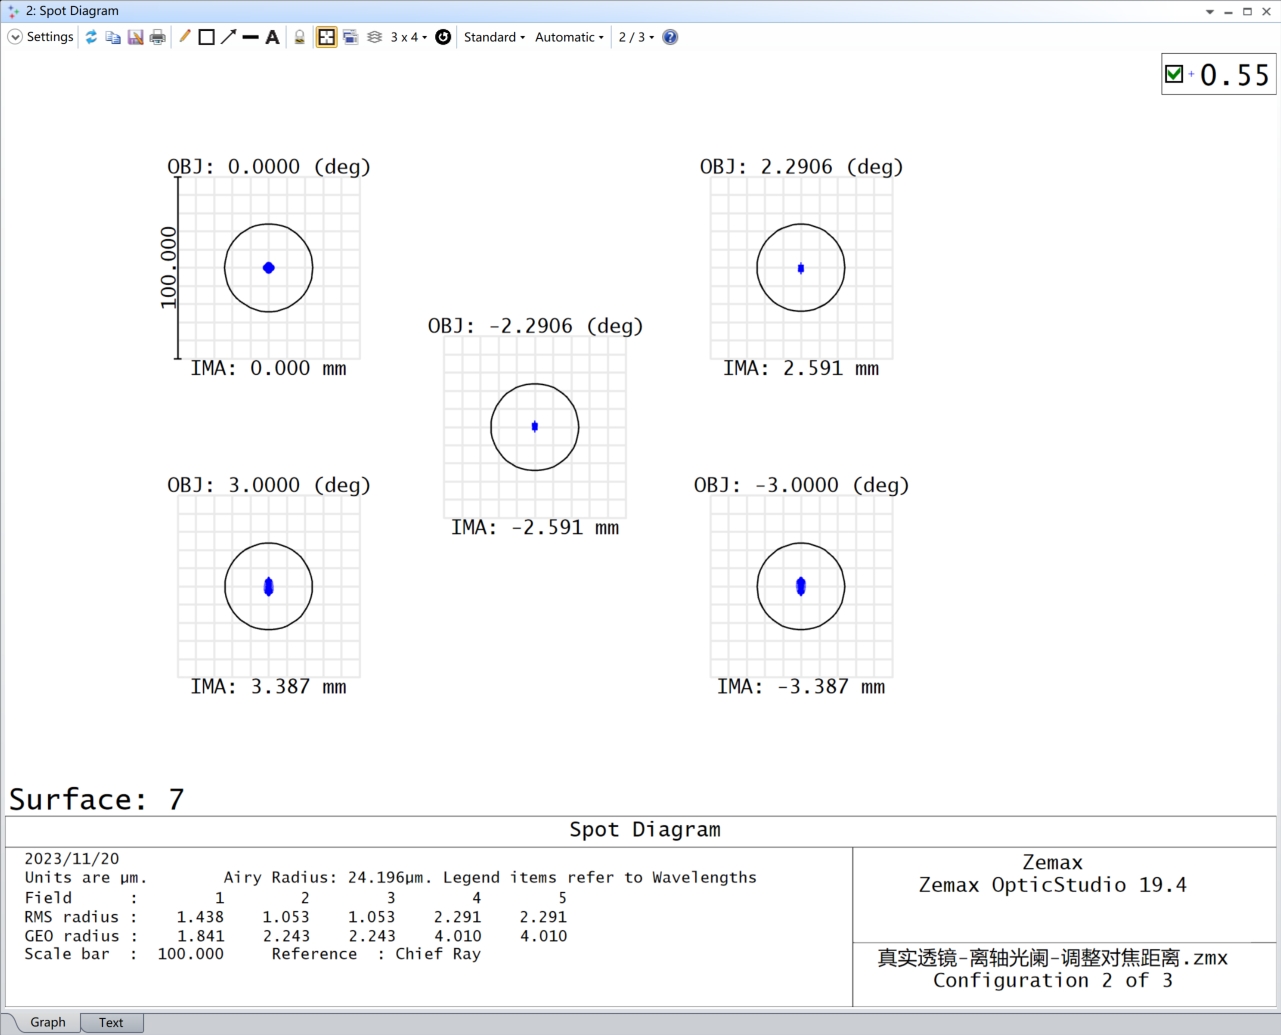 2: Spot Diagram
Settings
A
3 x 4
Standard
Automatic
2 / 3
+ 0.55
OBJ: 0.0000 (deg)
100.000
IMA: 0.000 mm
OBJ: 2.2906 (deg)
IMA: 2.591 mm
OBJ: -2.2906 (deg)
IMA: -2.591 mm
OBJ: 3.0000 (deg)
IMA: 3.387 mm
OBJ: -3.0000 (deg)
IMA: -3.387 mm
Surface: 7
Spot Diagram
2023/11/20
Units are µm. Airy Radius: 24.196µm. Legend items refer to Wavelengths
Field : 1 2 3 4 5
RMS radius : 1.438 1.053 1.053 2.291 2.291
GEO radius : 1.841 2.243 2.243 4.010 4.010
Scale bar : 100.000 Reference : Chief Ray
Zemax
Zemax OpticStudio 19.4
真实透镜-离轴光阑-调整对焦距离.zmx
Configuration 2 of 3
Graph
Text